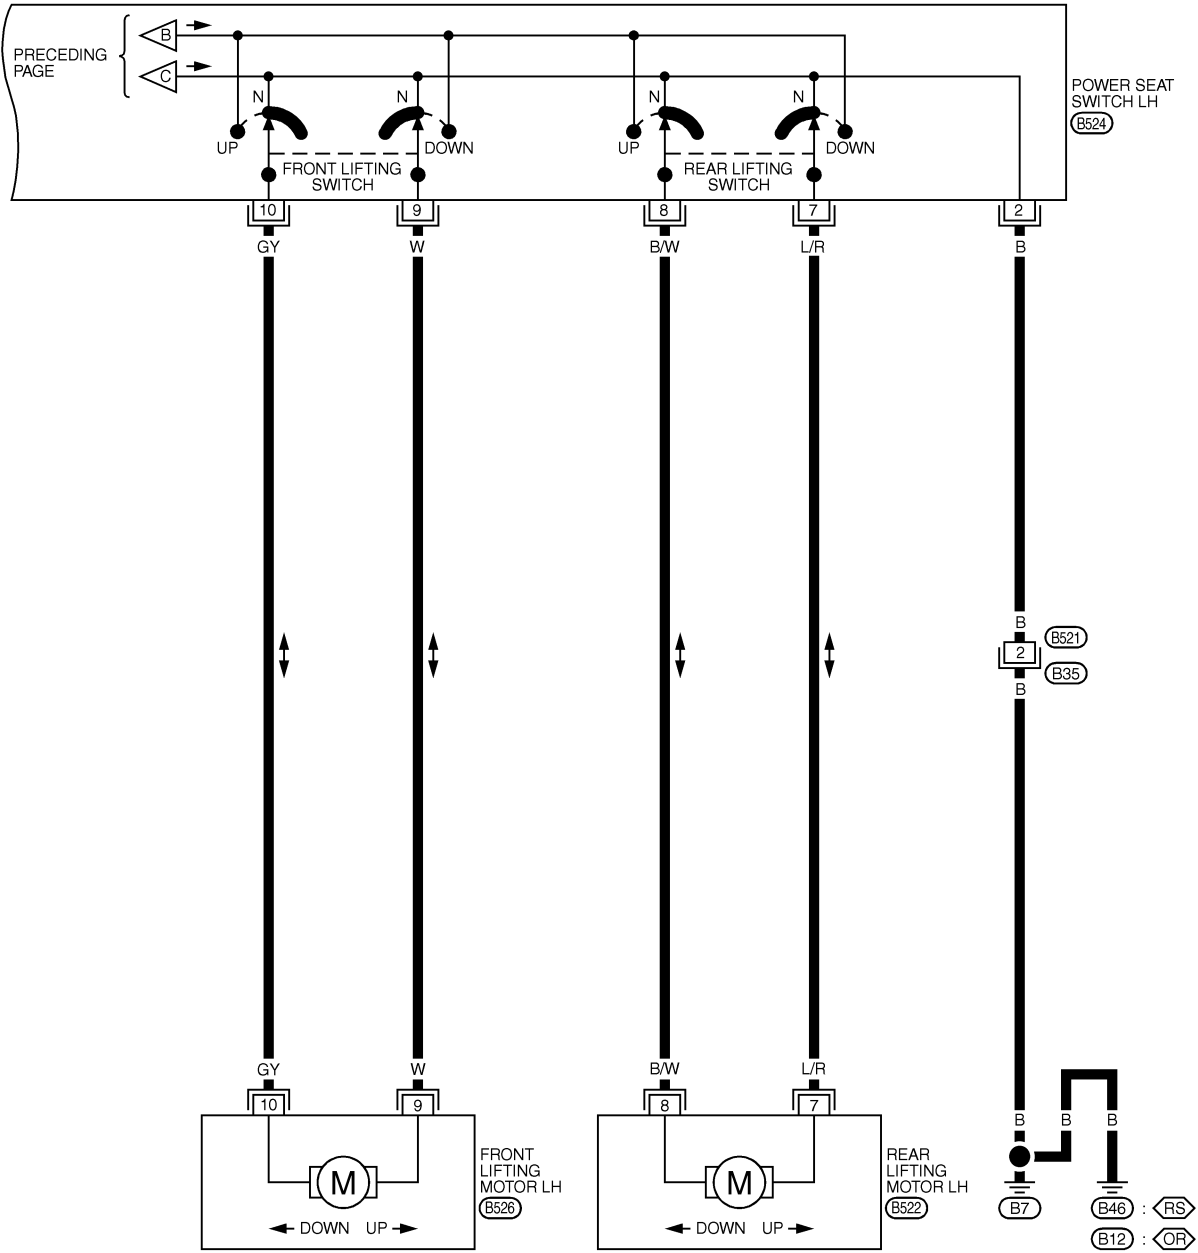 B
PRECEDING
PAGE
C
POWER SEAT
SWITCH LH
B524
N N N N
UP DOWN UP DOWN
FRONT LIFTING
SWITCH
REAR LIFTING
SWITCH
10 9 8 7 2
GY W B/W L/R B
B
B521
2
B35
B
GY W B/W L/R
10 9 8 7
B B B
FRONT
LIFTING
MOTOR LH
B526
REAR
LIFTING
MOTOR LH
B522
M M
DOWN UP DOWN UP
B7 B46 : RS
B12 : OR